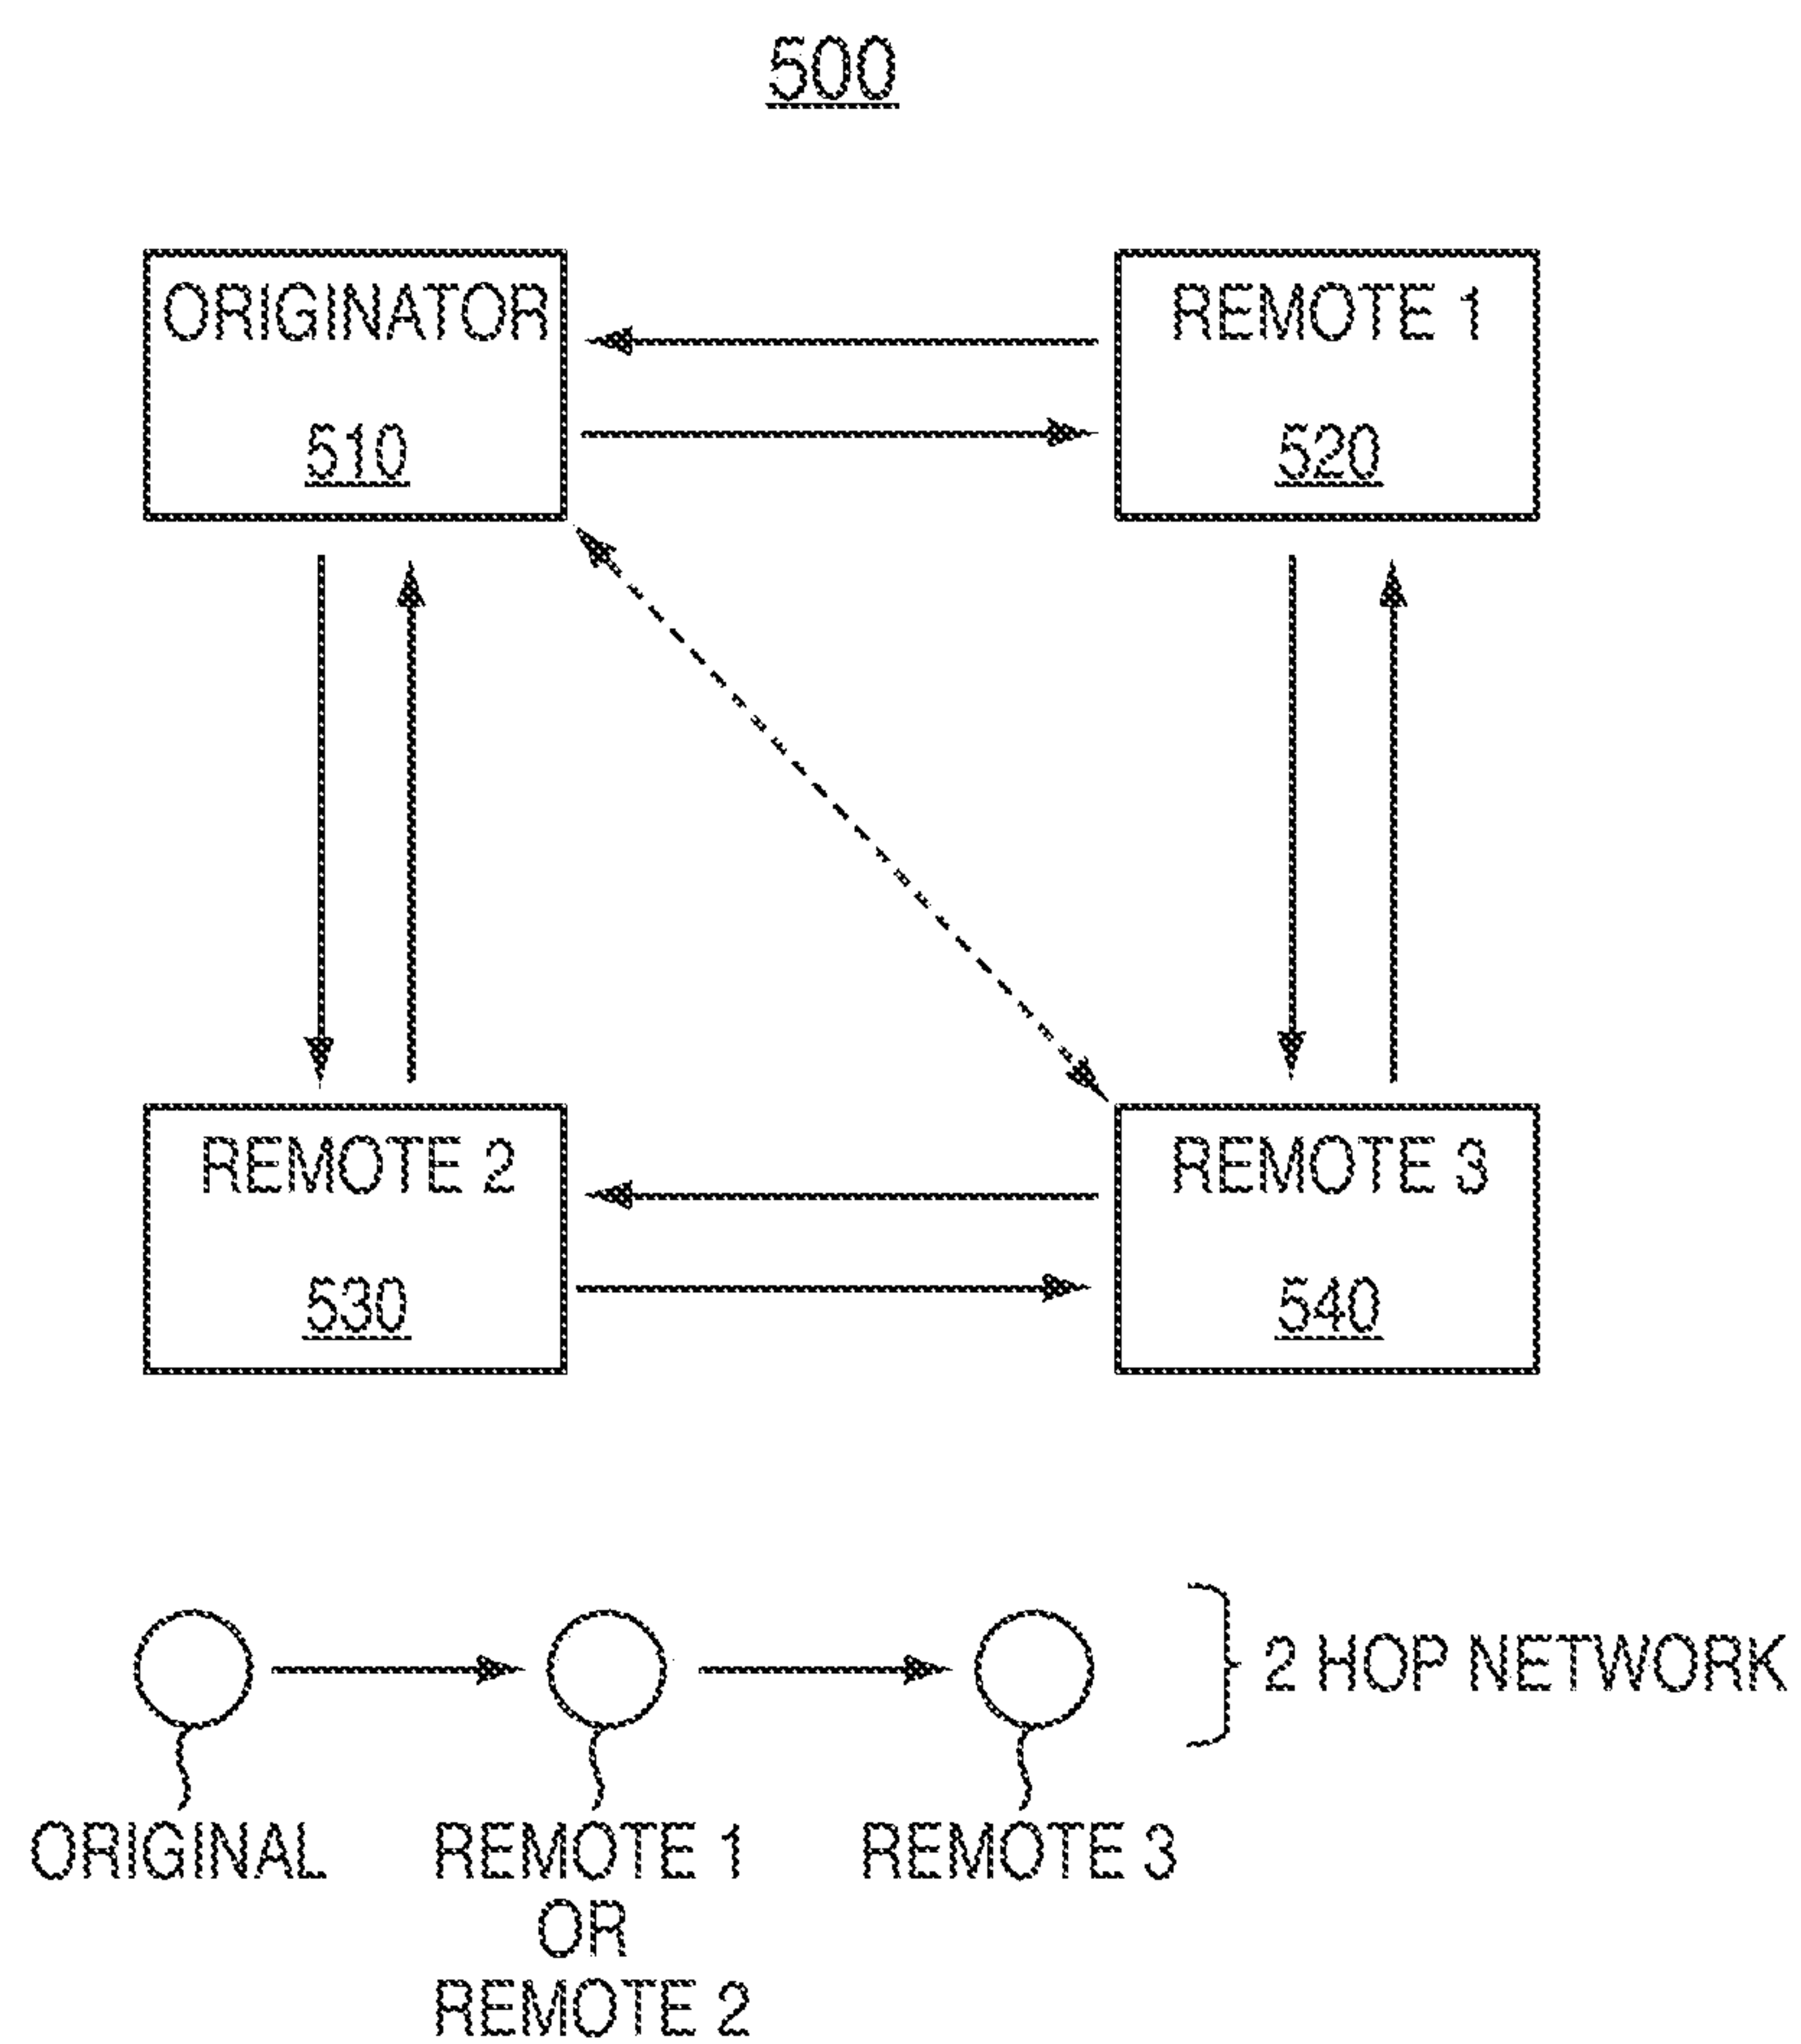 500
ORIGINATOR
510
REMOTE 1
520
REMOTE 2
530
REMOTE 3
540
2 HOP NETWORK
ORIGINAL
REMOTE 1
OR
REMOTE 2
REMOTE 3